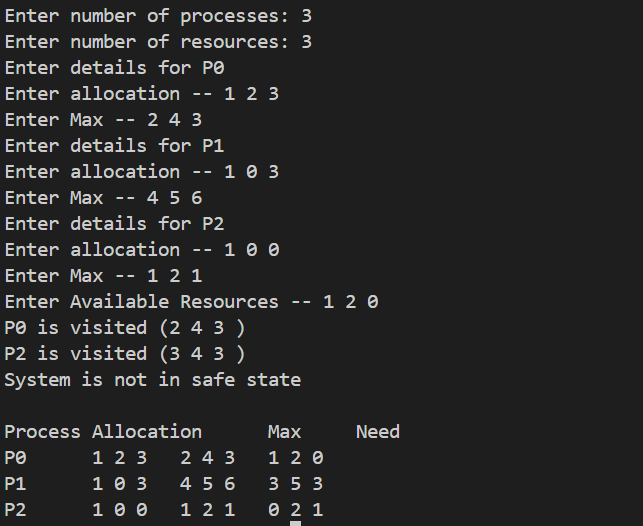 Enter number of processes: 3
Enter number of resources: 3
Enter details for P0
Enter allocation -- 1 2 3
Enter Max -- 2 4 3
Enter details for P1
Enter allocation -- 1 0 3
Enter Max -- 4 5 6
Enter details for P2
Enter allocation -- 1 0 0
Enter Max -- 1 2 1
Enter Available Resources -- 1 2 0
P0 is visited (2 4 3 )
P2 is visited (3 4 3 )
System is not in safe state
Process Allocation Max Need
P0 1 2 3 2 4 3 1 2 0
P1 1 0 3 4 5 6 3 5 3
P2 1 0 0 1 2 1 0 2 1